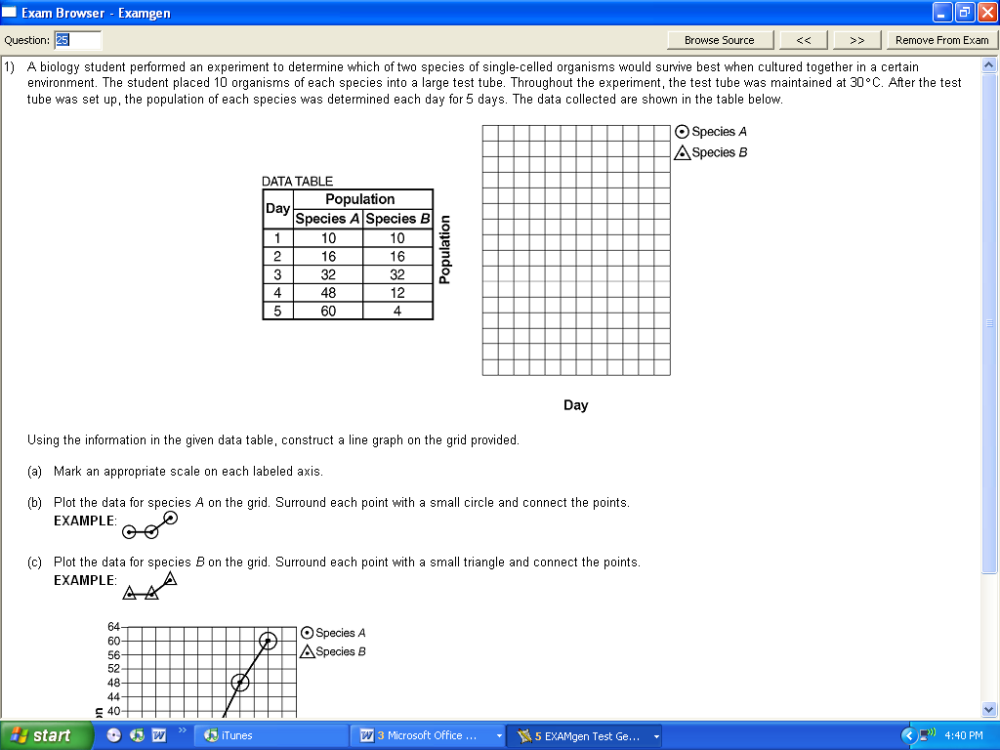 Exam Browser - Examgen
Question: 25
Browse Source
<<
>>
Remove From Exam
1) A biology student performed an experiment to determine which of two species of single-celled organisms would survive best when cultured together in a certain
environment. The student placed 10 organisms of each species into a large test tube. Throughout the experiment, the test tube was maintained at 30°C. After the test
tube was set up, the population of each species was determined each day for 5 days. The data collected are shown in the table below.
Species A
Species B
DATA TABLE
Day Population
Species A Species B
1 10 10
2 16 16
3 32 32
4 48 12
5 60 4
Population
Day
Using the information in the given data table, construct a line graph on the grid provided.
(a) Mark an appropriate scale on each labeled axis.
(b) Plot the data for species A on the grid. Surround each point with a small circle and connect the points.
EXAMPLE:
(c) Plot the data for species B on the grid. Surround each point with a small triangle and connect the points.
EXAMPLE:
64
60
56
52
48
44
40
Species A
Species B
start
iTunes
3 Microsoft Office ...
5 EXAMgen Test Ge...
4:40 PM